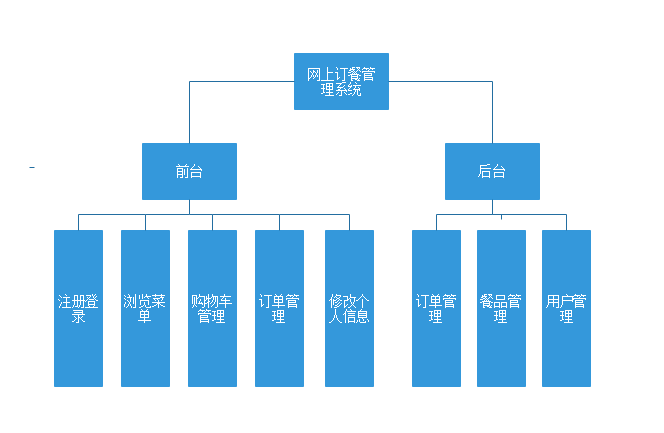 网上订餐管
理系统
前台
后台
注册登
录
浏览菜
单
购物车
管理
订单管
理
修改个
人信息
订单管
理
餐品管
理
用户管
理